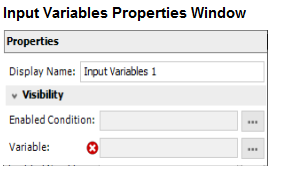 Input Variables Properties Window
Properties
Display Name: Input Variables 1
Visibility
Enabled Condition: ...
Variable: ...